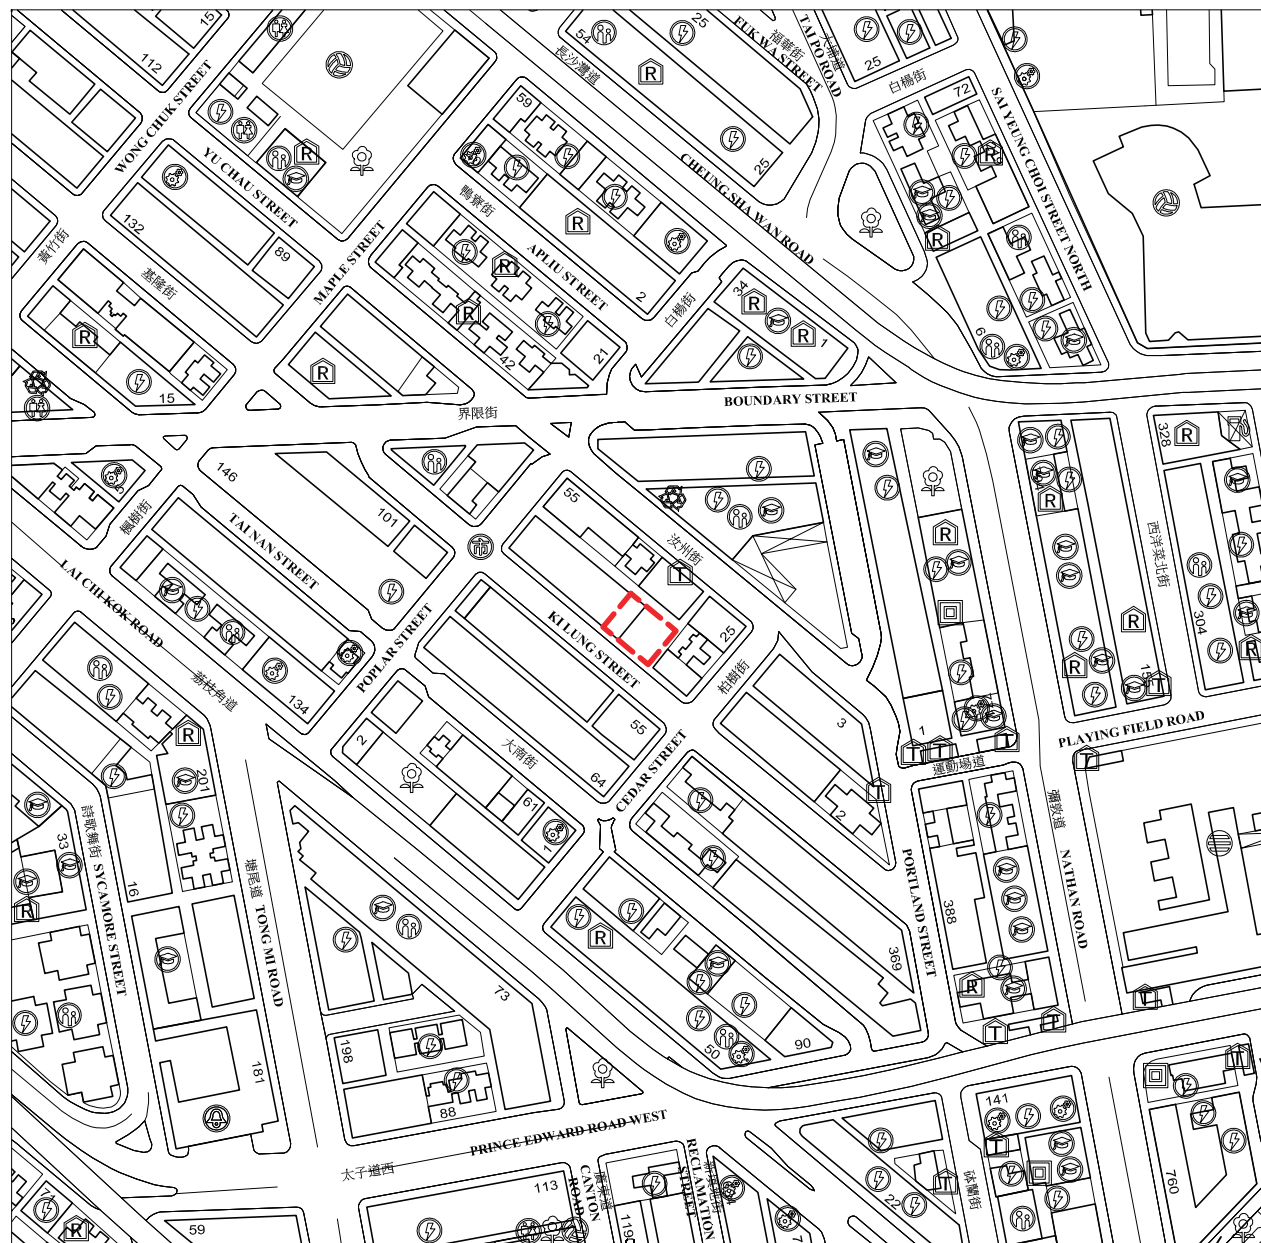 15
25
54
25
福華街
FUK WA STREET
TAI PO ROAD
大埔道
25
白楊街
72
112
WONG CHUK STREET
長沙灣道
R
59
SAI YEUNG CHOI STREET NORTH
R
R
YU CHAU STREET
25
CHEUNG SHA WAN ROAD
鴨寮街
132
89
黃竹街
基隆街
MAPLE STREET
R
APLIU STREET
R
R
2
白楊街
34
R
R
1
6
R
R
R
42
21
15
界限街
BOUNDARY STREET
328
R
146
101
55
TAI NAN STREET
楓樹街
市
汝州街
T
R
R
西洋菜北街
304
R
LAI CHI KOK ROAD
KI LUNG STREET
25
柏樹街
R
R
15
T
荔枝角道
134
POPLAR STREET
55
3
1
PLAYING FIELD ROAD
R
2
大南街
64
CEDAR STREET
T
T
T
運動場道
T
201
61
1
2
T
彌敦道
詩歌舞街
33
塘尾道
16
SYCAMORE STREET
TONG MI ROAD
PORTLAND STREET
NATHAN ROAD
388
R
R
369
73
R
T
T
T
198
181
50
90
88
141
T
PRINCE EDWARD ROAD WEST
太子道西
113
CANTON ROAD
廣東道
RECLAMATION STREET
T
22
砵蘭街
760
T
59
R
1190